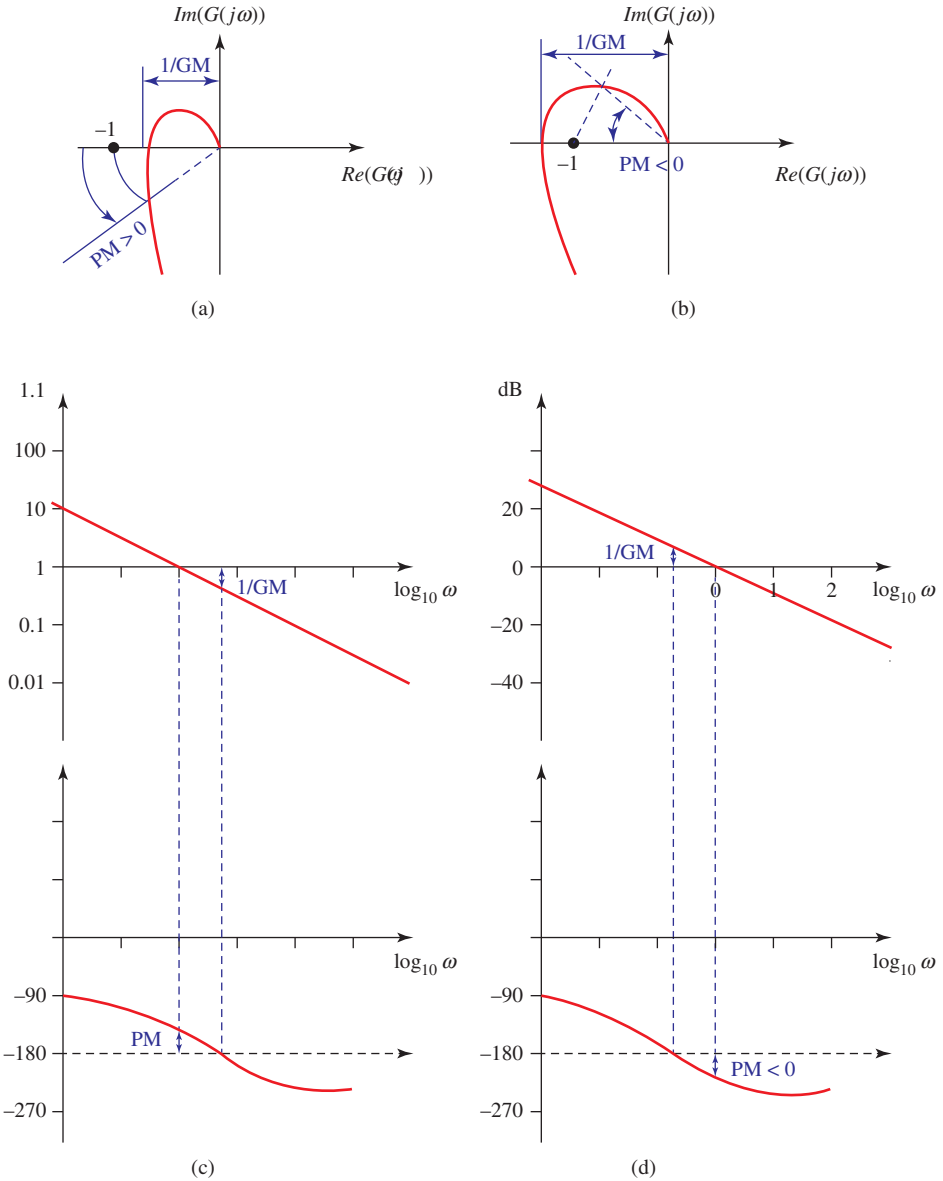 Im(G(jω))
1/GM
−1
Re(G(jω))
PM > 0
(a)
Im(G(jω))
1/GM
−1
PM < 0
Re(G(jω))
(b)
1.1
100
10
1
0.1
0.01
1/GM
log10 ω
log10 ω
−90
PM
−180
−270
(c)
dB
20
1/GM
0
0
1
2
log10 ω
−20
−40
log10 ω
−90
−180
PM < 0
−270
(d)